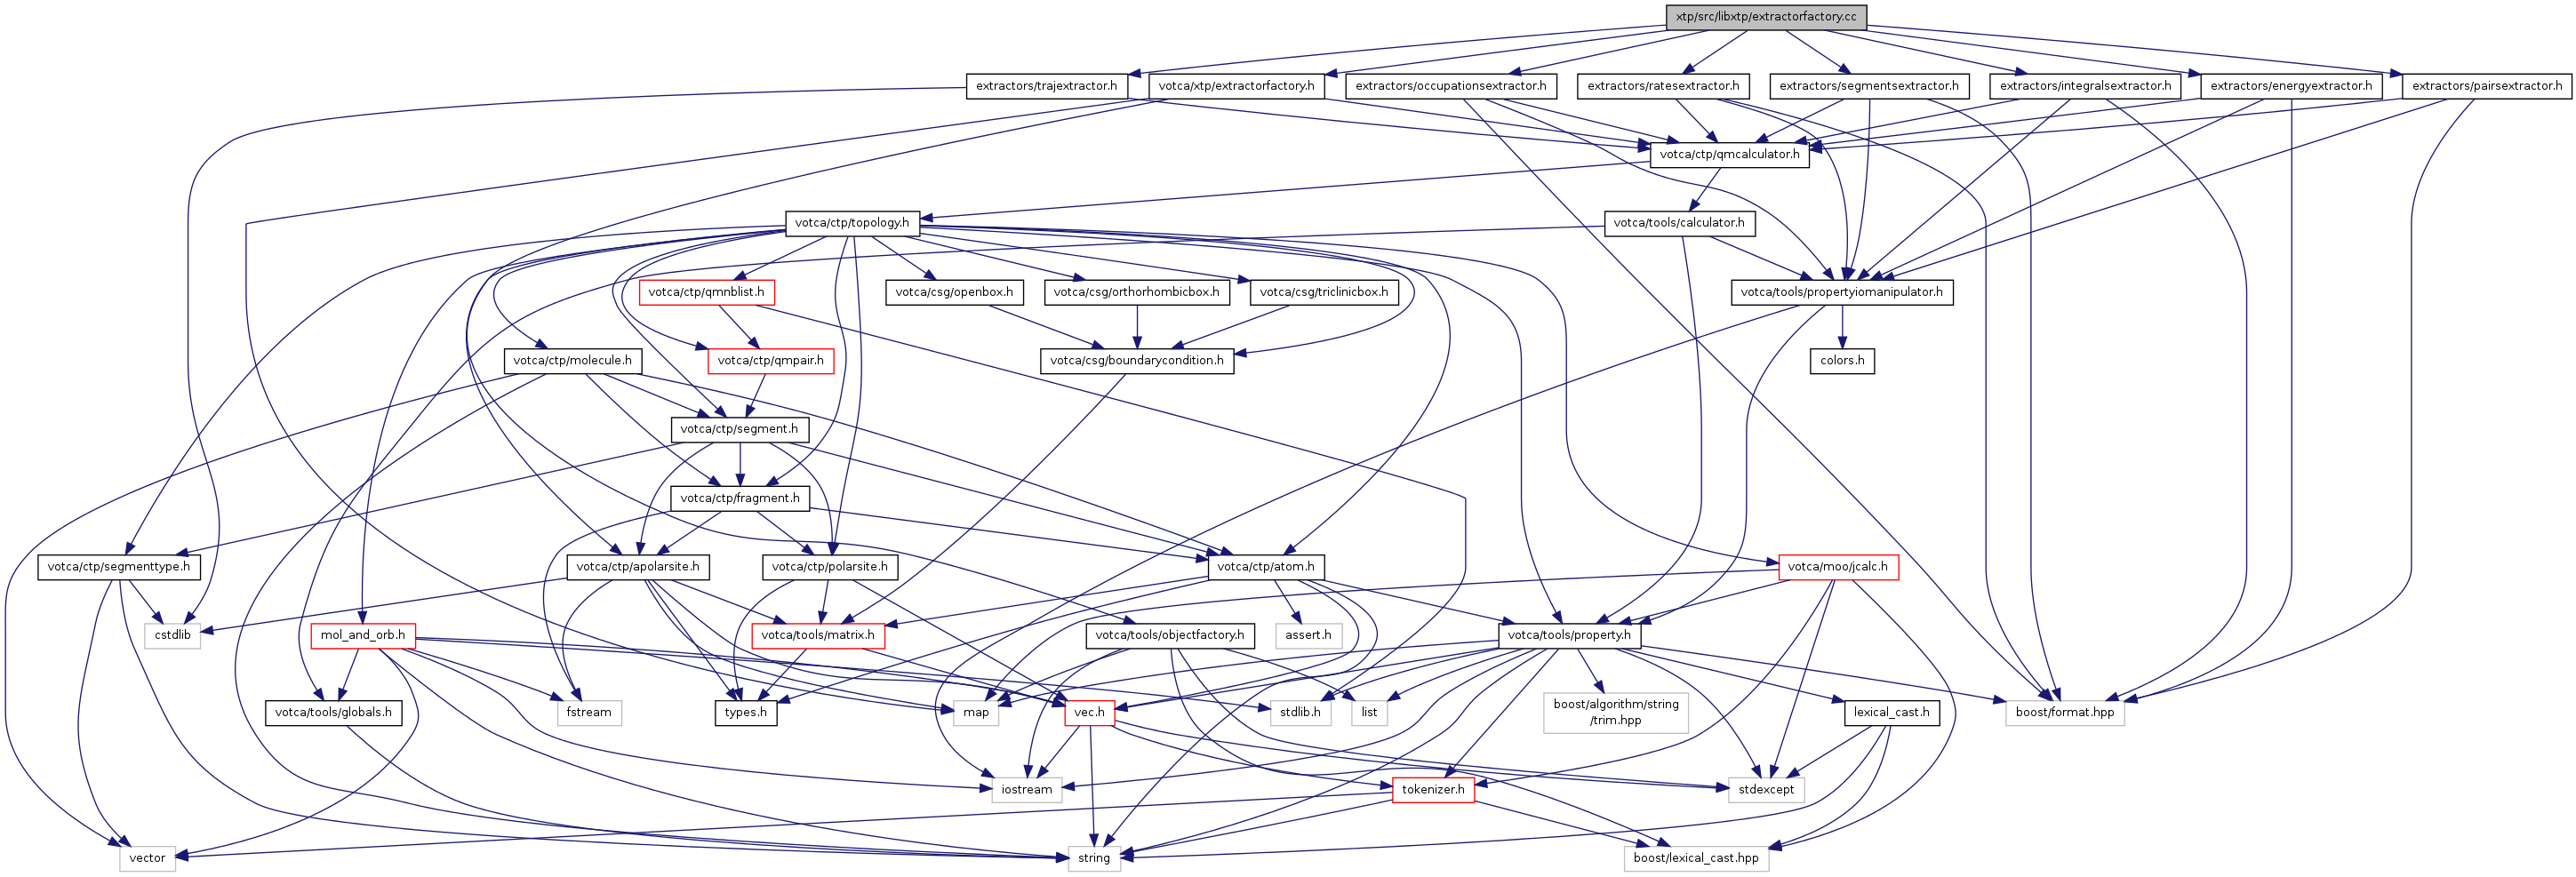 xtp/src/libxtp/extractorfactory.cc
extractors/trajextractor.h
votca/xtp/extractorfactory.h
extractors/occupationsextractor.h
extractors/ratesextractor.h
extractors/segmentsextractor.h
extractors/integralsextractor.h
extractors/energyextractor.h
extractors/pairsextractor.h
votca/ctp/qmcalculator.h
votca/ctp/topology.h
votca/tools/calculator.h
votca/ctp/qmnblist.h
votca/csg/openbox.h
votca/csg/orthorhombicbox.h
votca/csg/triclinicbox.h
votca/tools/propertyiomanipulator.h
votca/ctp/molecule.h
votca/ctp/qmpair.h
votca/csg/boundarycondition.h
colors.h
votca/ctp/segment.h
votca/ctp/fragment.h
votca/ctp/segmenttype.h
votca/ctp/apolarsite.h
votca/ctp/polarsite.h
votca/ctp/atom.h
votca/moo/jcalc.h
cstdlib
mol_and_orb.h
votca/tools/matrix.h
votca/tools/objectfactory.h
assert.h
votca/tools/property.h
votca/tools/globals.h
fstream
types.h
map
vec.h
stdlib.h
list
boost/algorithm/string
/trim.hpp
lexical_cast.h
boost/format.hpp
iostream
tokenizer.h
stdexcept
vector
string
boost/lexical_cast.hpp